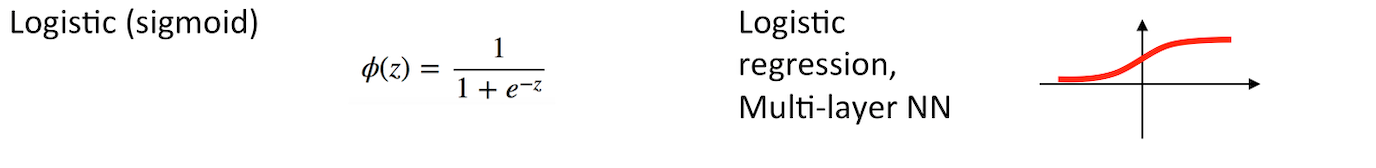 Logistic (sigmoid)
ϕ(z) = 1 / (1 + e^{-z})
Logistic
regression,
Multi-layer NN